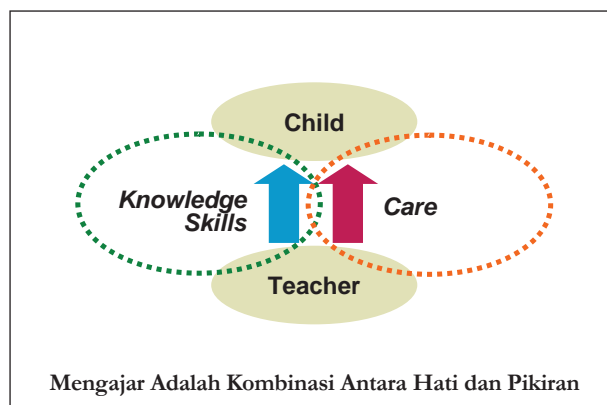 Child
Knowledge
Skills
Care
Teacher
Mengajar Adalah Kombinasi Antara Hati dan Pikiran